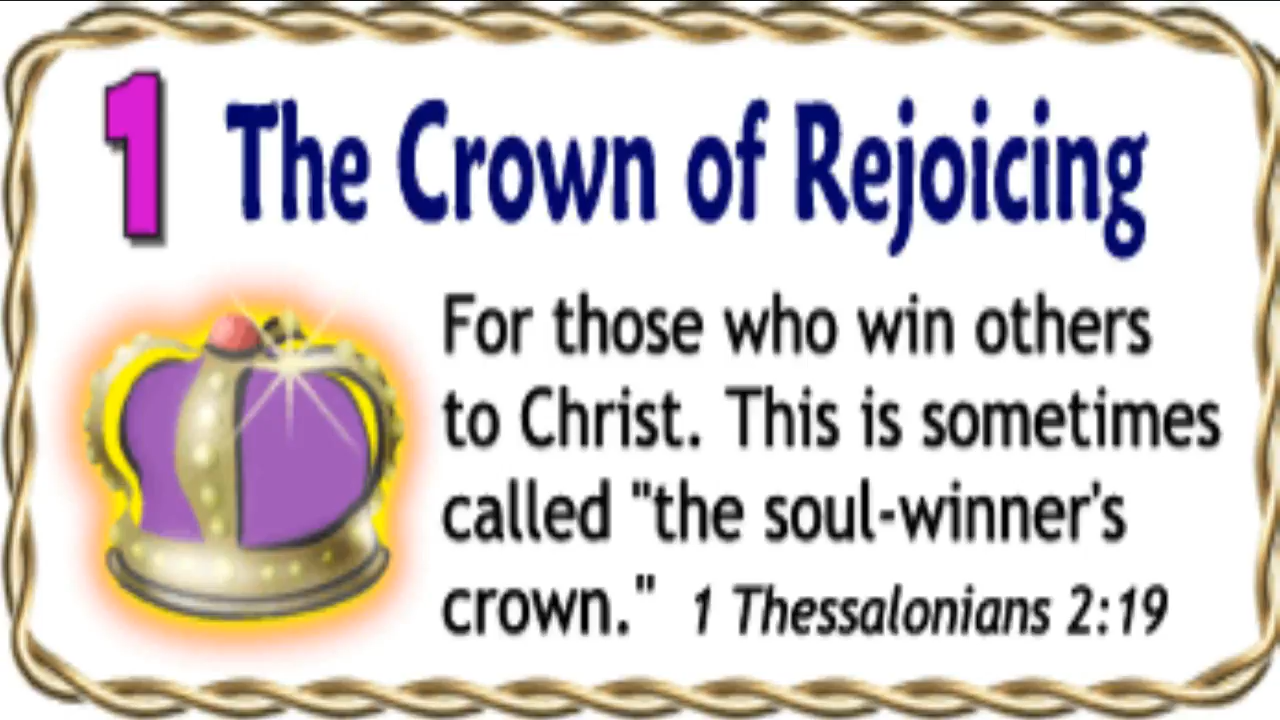 1 The Crown of Rejoicing
For those who win others
to Christ. This is sometimes
called "the soul-winner's
crown." 1 Thessalonians 2:19